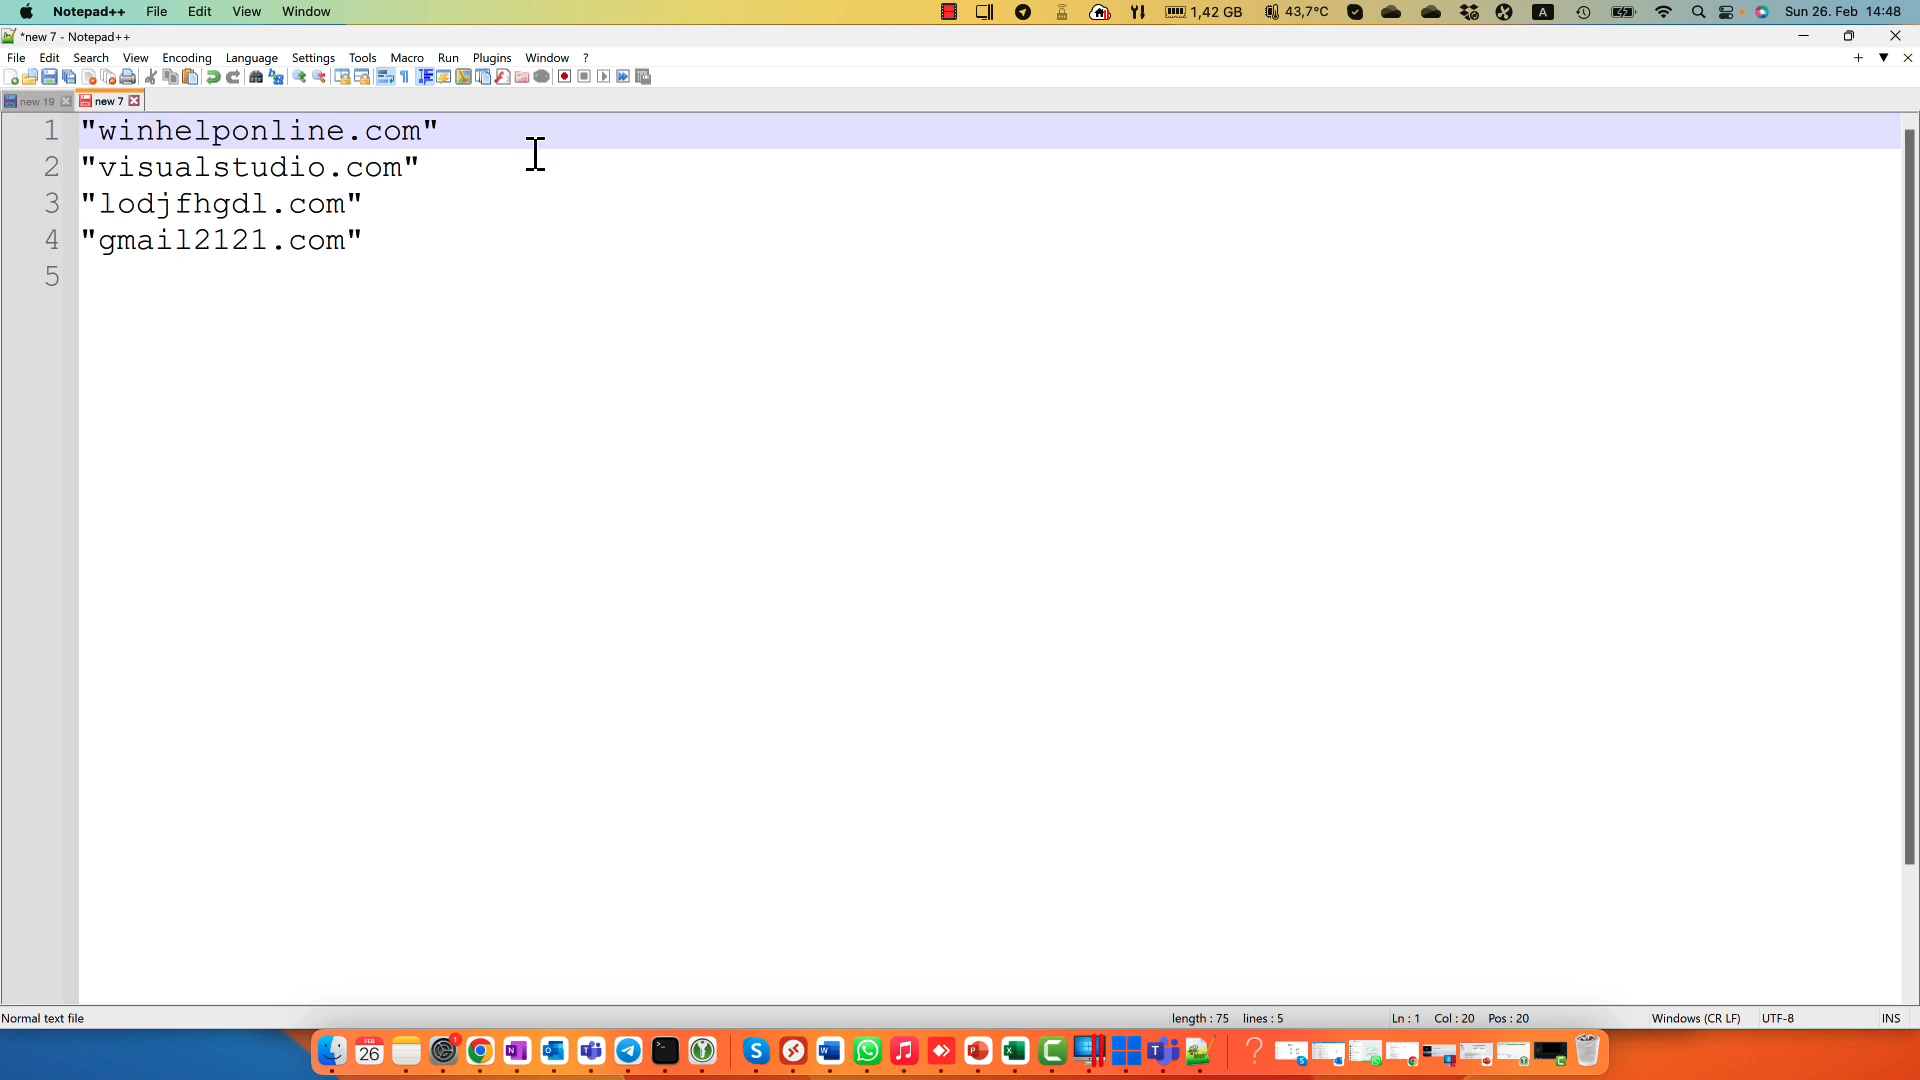 Notepad++ File Edit View Window 1,42 GB 43,7°C A Sun 26. Feb 14:48
*new 7 - Notepad++
File Edit Search View Encoding Language Settings Tools Macro Run Plugins Window ?
new 19 new 7
1 "winhelponline.com"
2 "visualstudio.com"
3 "lodjfhgdl.com"
4 "gmail2121.com"
5
Normal text file length : 75 lines : 5 Ln : 1 Col : 20 Pos : 20 Windows (CR LF) UTF-8 INS
FEB
26
1